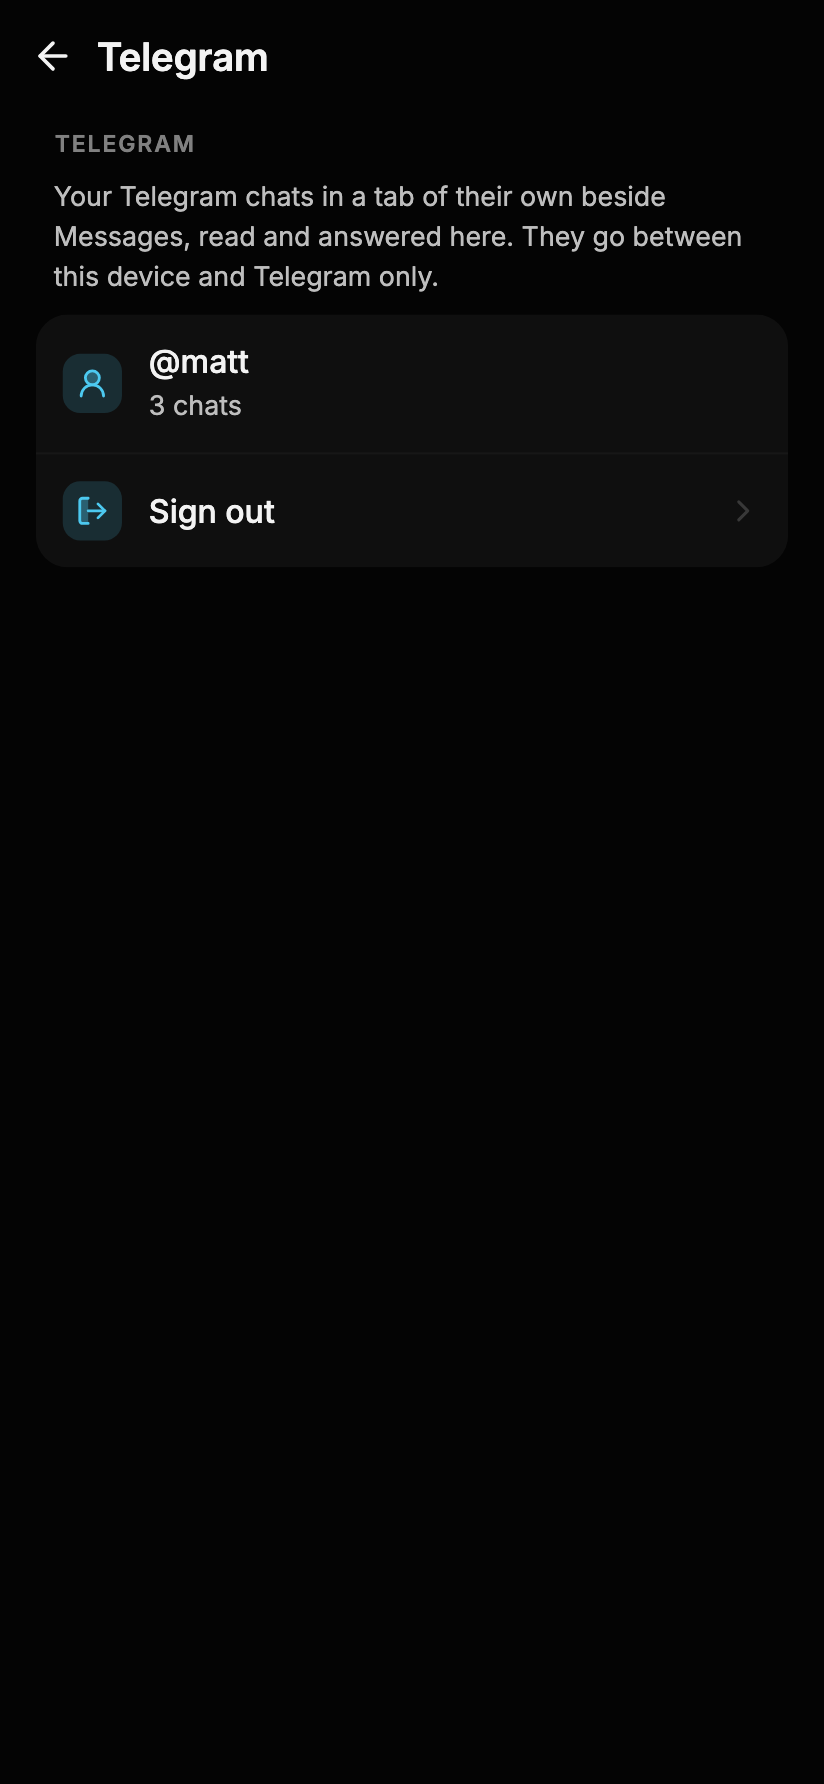 Telegram
TELEGRAM
Your Telegram chats in a tab of their own beside
Messages, read and answered here. They go between
this device and Telegram only.
@matt
3 chats
Sign out